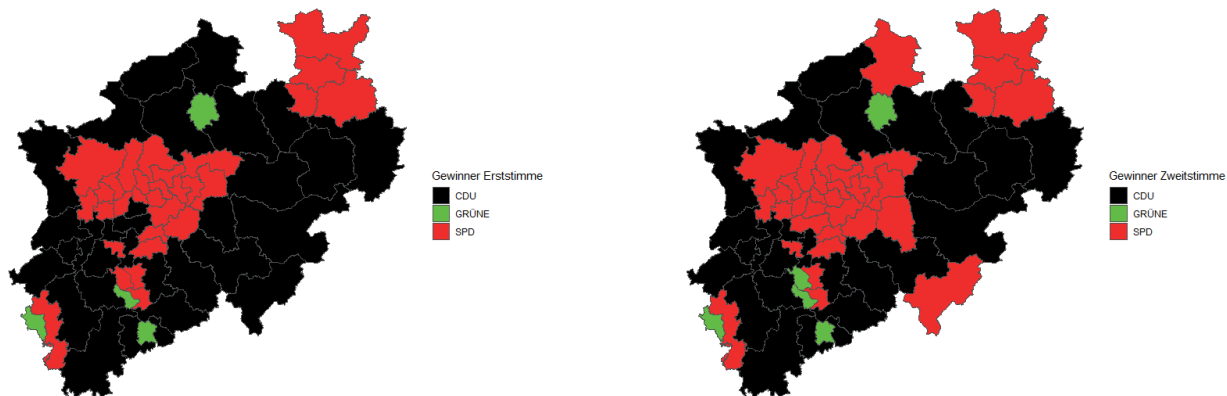 Gewinner Erststimme
CDU
GRÜNE
SPD
Gewinner Zweitstimme
CDU
GRÜNE
SPD